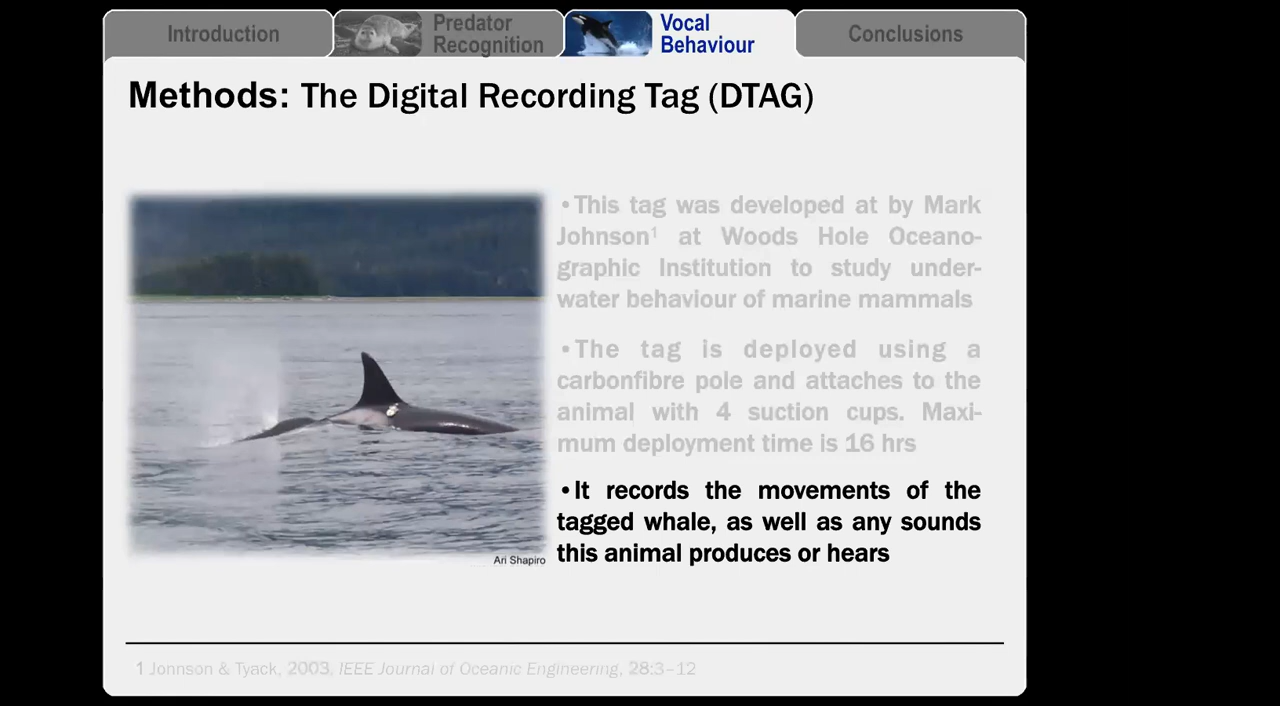 Introduction
Predator
Recognition
Vocal
Behaviour
Conclusions
Methods: The Digital Recording Tag (DTAG)
•This tag was developed at by Mark
Johnson¹ at Woods Hole Oceano-
graphic Institution to study under-
water behaviour of marine mammals
•The tag is deployed using a
carbonfibre pole and attaches to the
animal with 4 suction cups. Maxi-
mum deployment time is 16 hrs
•It records the movements of the
tagged whale, as well as any sounds
this animal produces or hears
Ari Shapiro
1 Jonnson & Tyack, 2003, IEEE Journal of Oceanic Engineering, 28:3–12